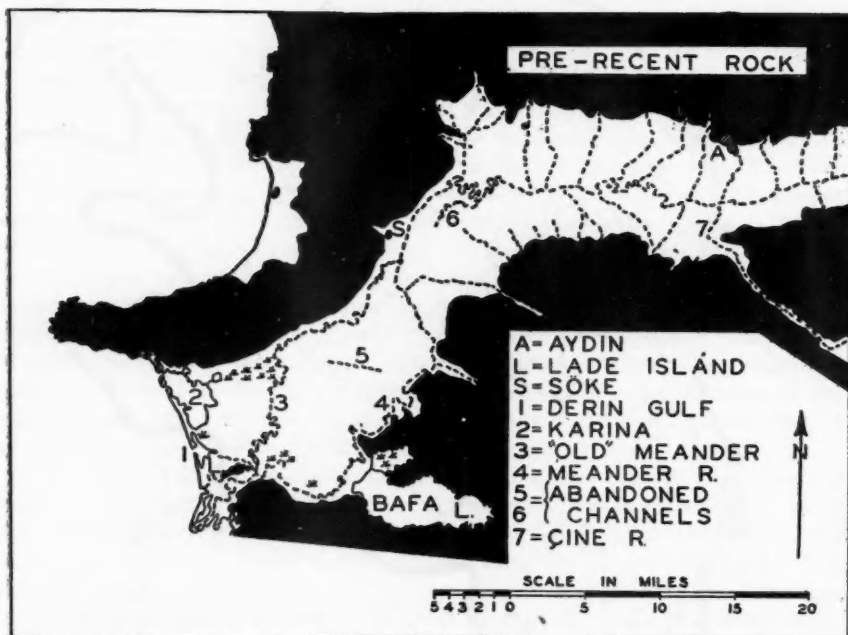 PRE-RECENT ROCK
A
7
6
S
5
3
4
2
1
BAFA L.
A= AYDIN
L= LADE ISLÁND
S= SÖKE
1= DERIN GULF
2= KARINA
3= "OLD" MEANDER
4= MEANDER R.
5={ABANDONED
6 ( CHANNELS
7= ÇINE R.
N
SCALE IN MILES
5 4 3 2 1 0 5 10 15 20